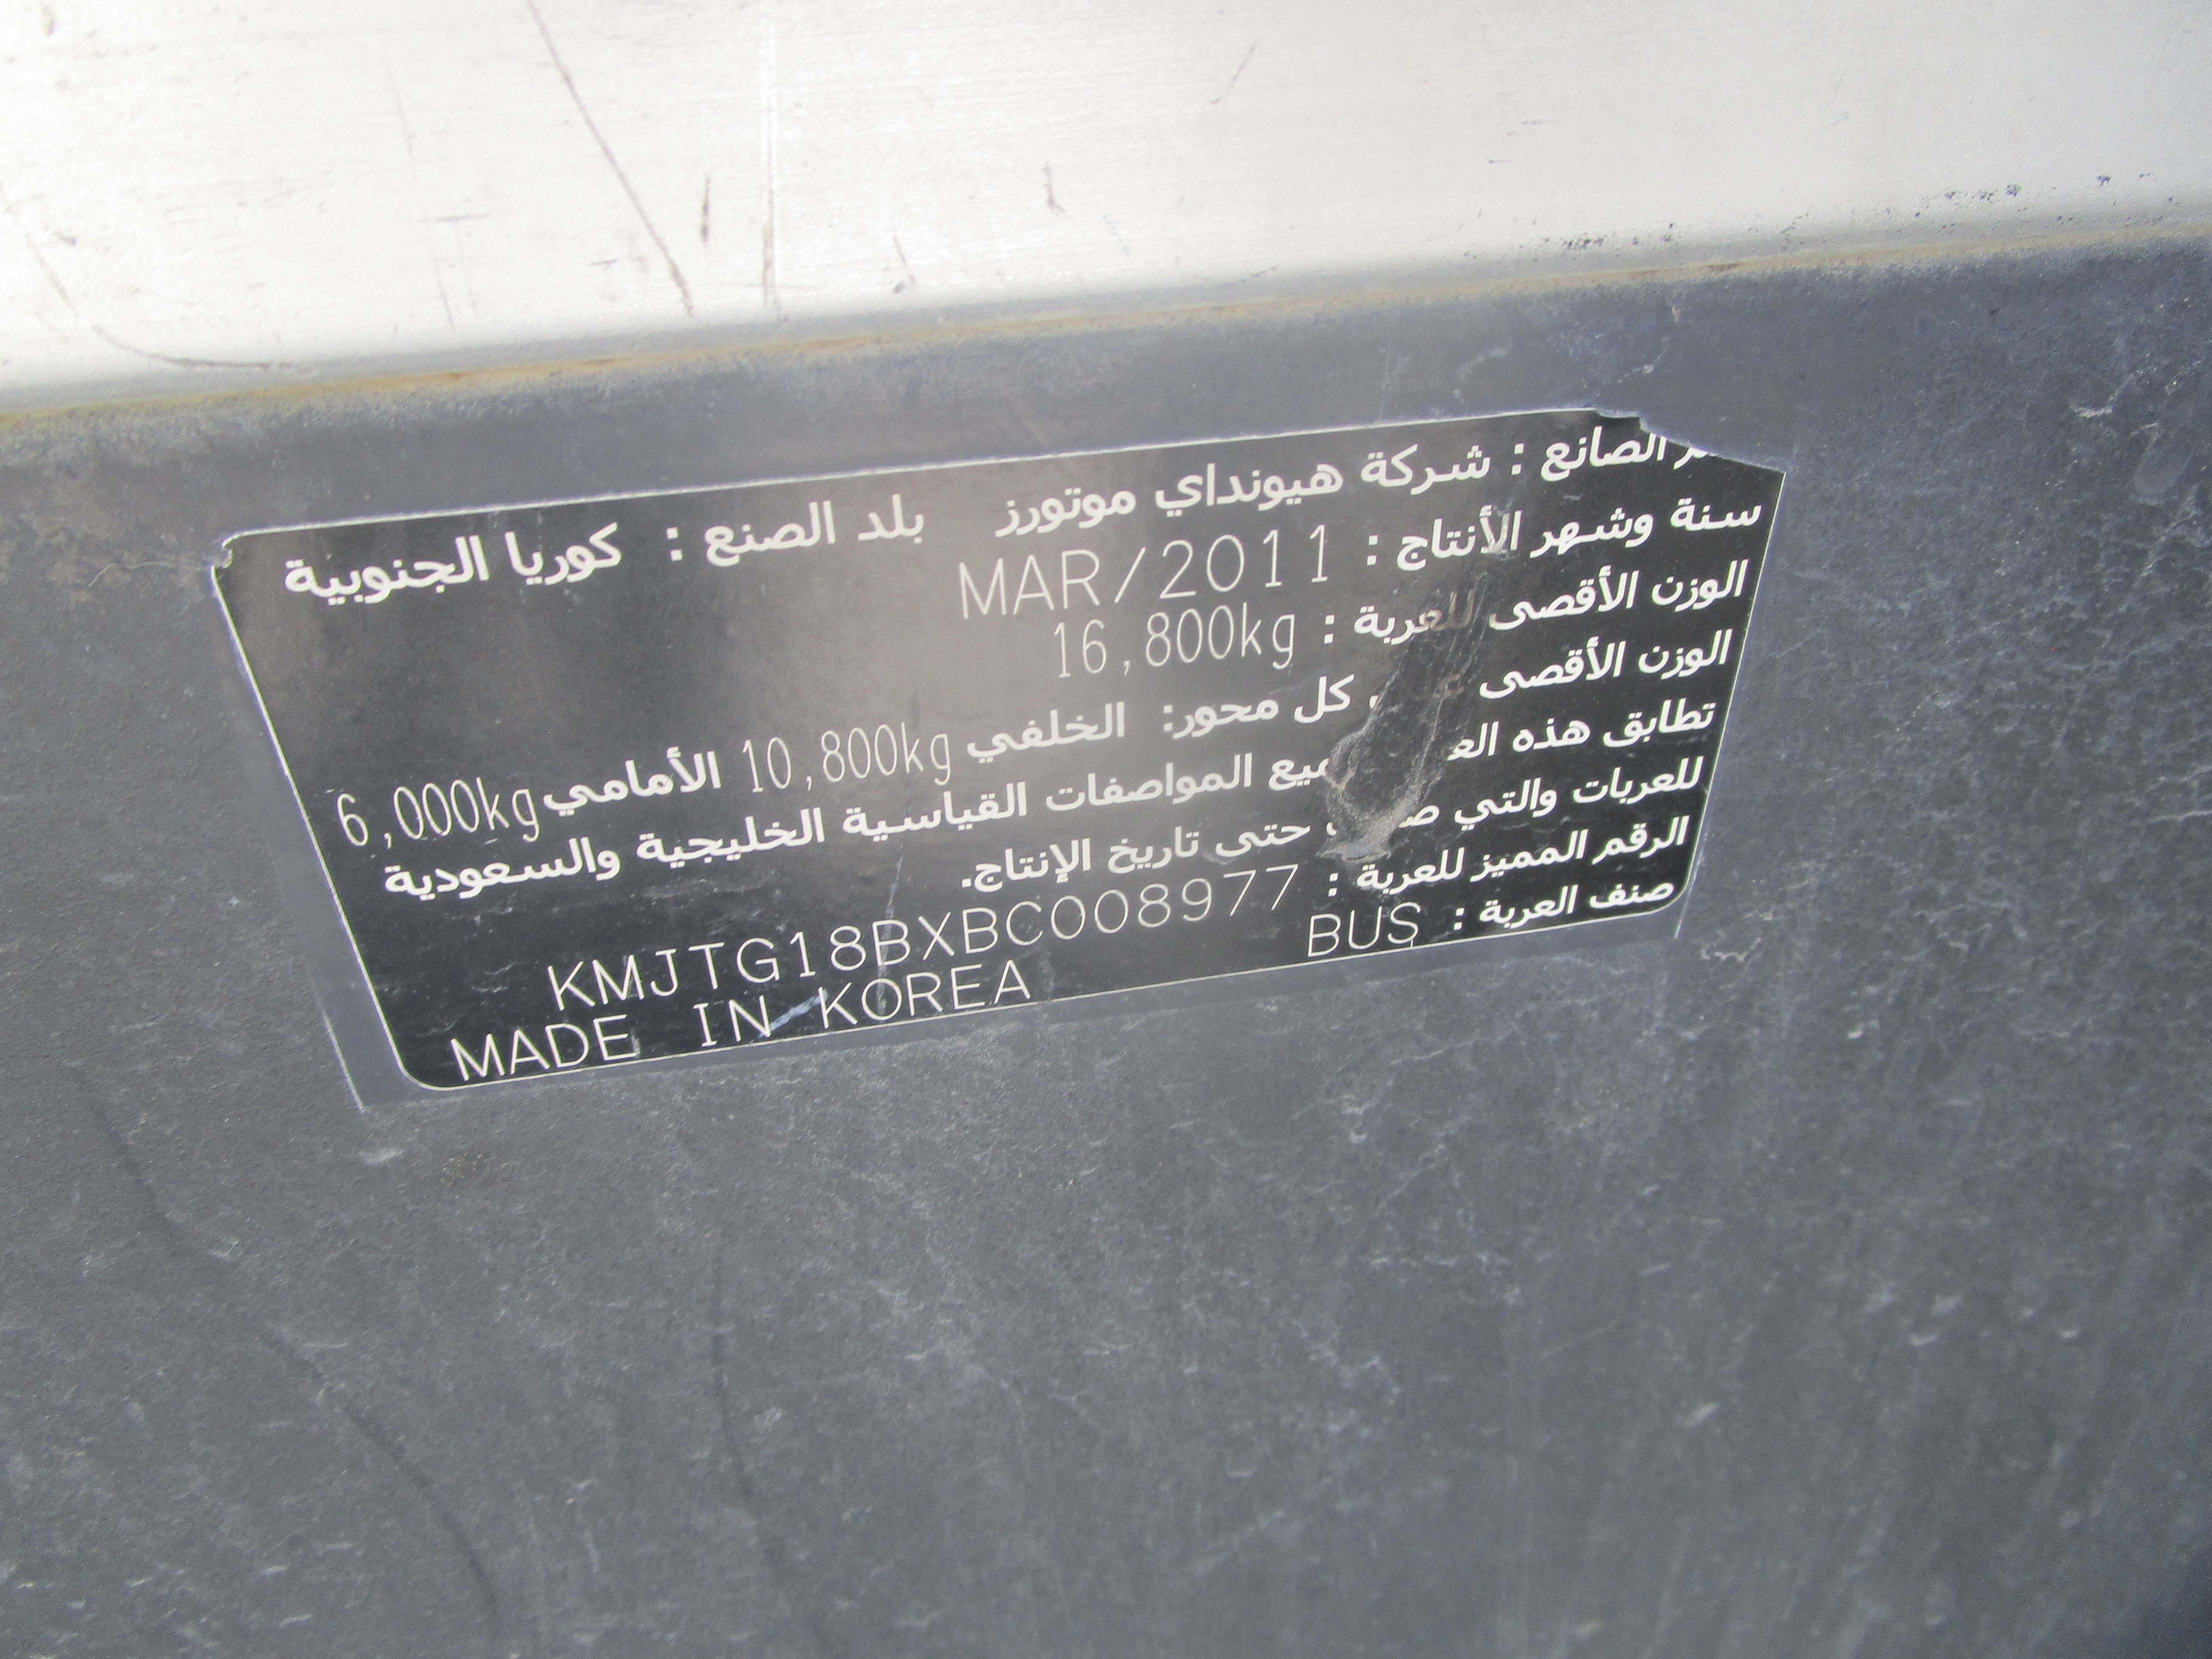 الصانع : شركة هيونداي موتورز بلد الصنع : كوريا الجنوبية
سنة وشهر الأنتاج : MAR/2011
الوزن الأقصى للعربة : 16,800kg
الوزن الأقصى كل محور: الخلفي 10,800kg الأمامي 6,000kg
تطابق هذه المواصفات القياسية الخليجية والسعودية
للعربات والتي حتى تاريخ الإنتاج.
الرقم المميز للعربة : KMJTG18BXBC008977
صنف العربة : BUS MADE IN KOREA